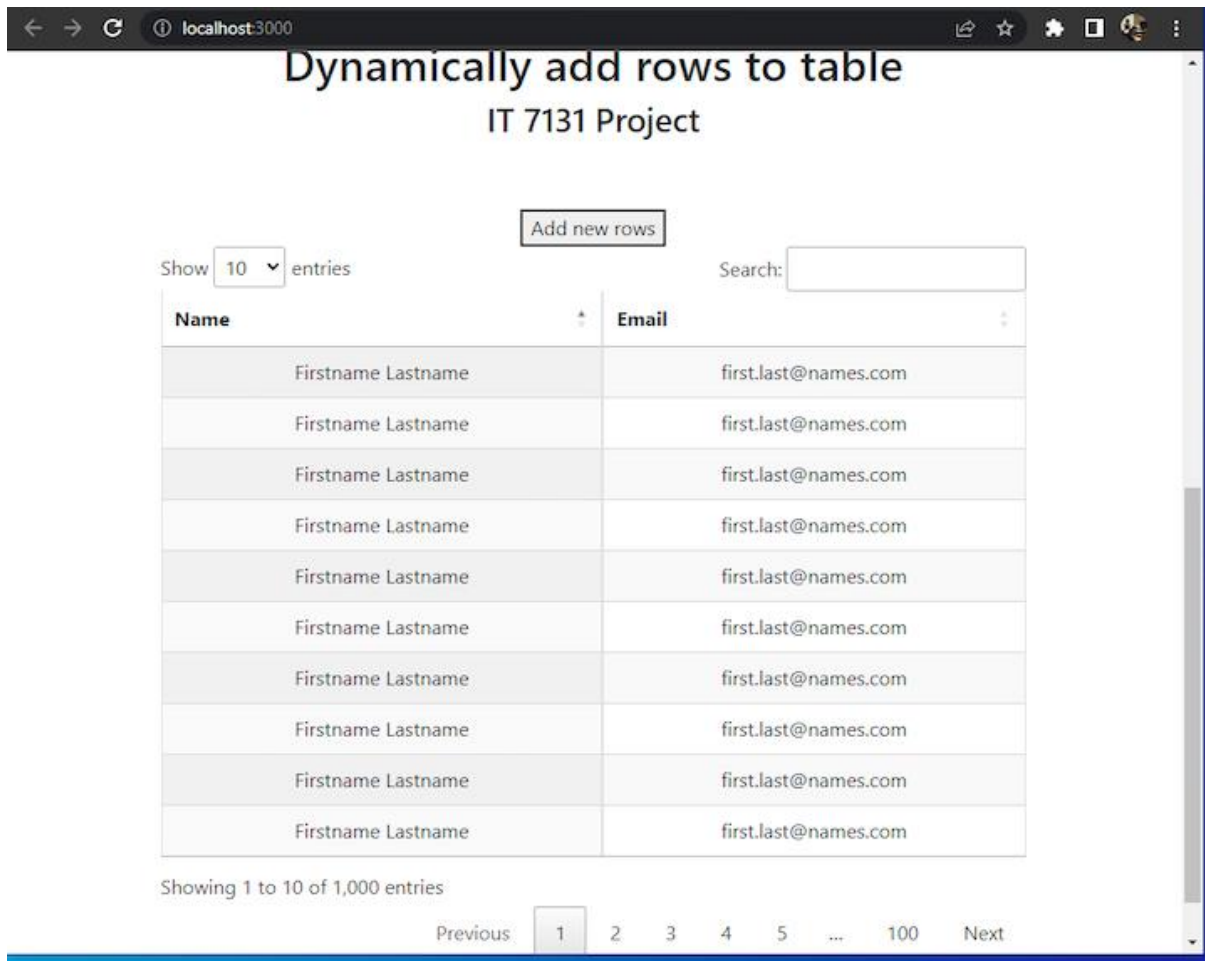 localhost:3000
Dynamically add rows to table
IT 7131 Project
Add new rows
Show 10 entries Search:
Name Email
Firstname Lastname first.last@names.com
Firstname Lastname first.last@names.com
Firstname Lastname first.last@names.com
Firstname Lastname first.last@names.com
Firstname Lastname first.last@names.com
Firstname Lastname first.last@names.com
Firstname Lastname first.last@names.com
Firstname Lastname first.last@names.com
Firstname Lastname first.last@names.com
Firstname Lastname first.last@names.com
Showing 1 to 10 of 1,000 entries
Previous 1 2 3 4 5 ... 100 Next